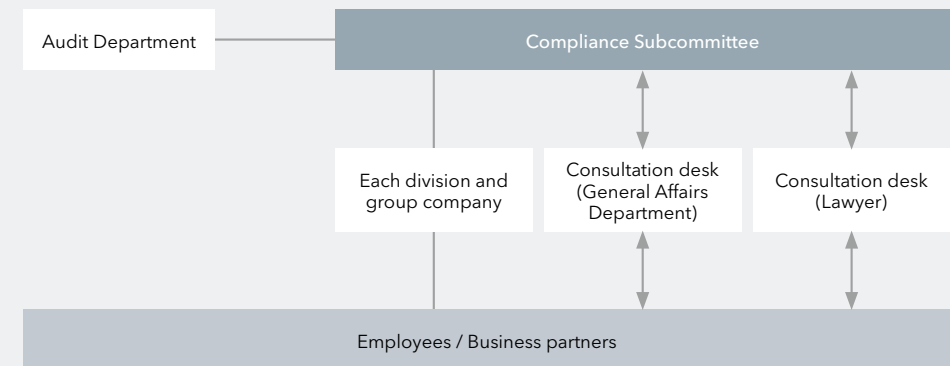 Audit Department
Compliance Subcommittee
Each division and
group company
Consultation desk
(General Affairs
Department)
Consultation desk
(Lawyer)
Employees / Business partners